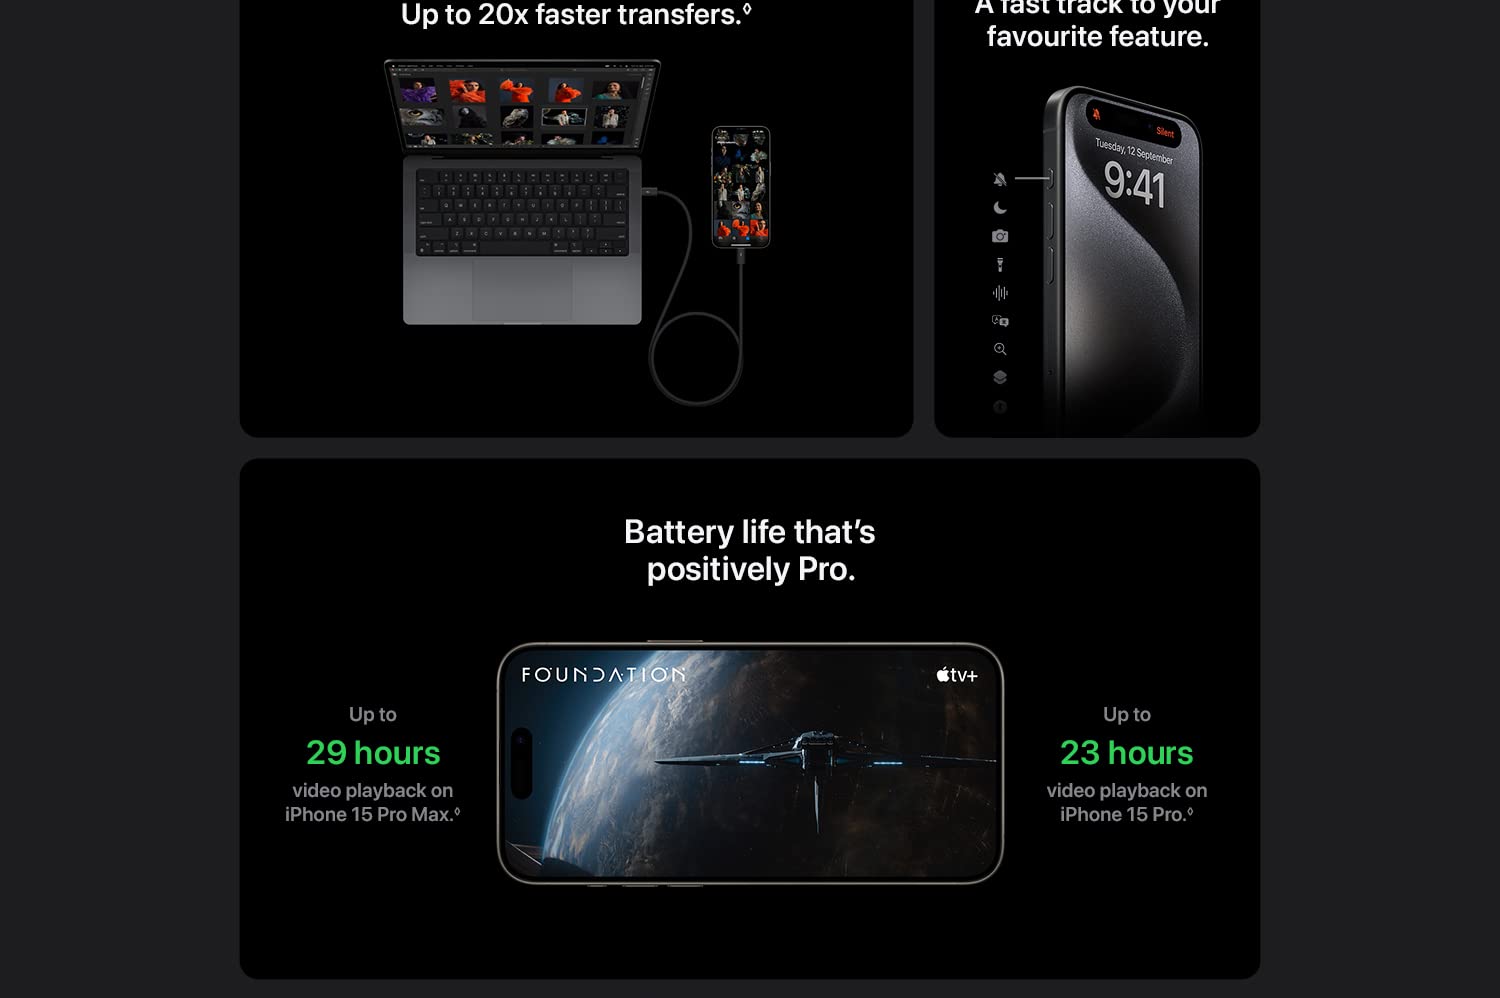 Up to 20x faster transfers.◊
A fast track to your
favourite feature.
Silent
Tuesday, 12 September
9:41
Battery life that’s
positively Pro.
FOUNDATION
tv+
Up to
29 hours
video playback on
iPhone 15 Pro Max.◊
Up to
23 hours
video playback on
iPhone 15 Pro.◊